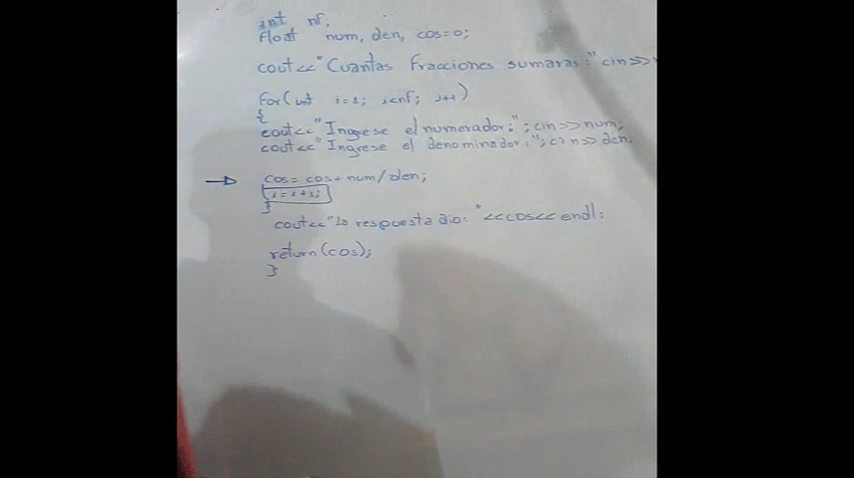 int nf;
float num, den, cos=0;
cout<<"Cuantas fracciones sumaras:" cin>>
for(int i=1; i<nf; i++)
{
cout<<"Ingrese el numerador:"; cin>>num;
cout<<"Ingrese el denominador:"; cin>>den;
cos= cos+ num/den;
i=i+1;
}
cout<<"la respuesta dio: "<<cos<< endl;
return(cos);
}